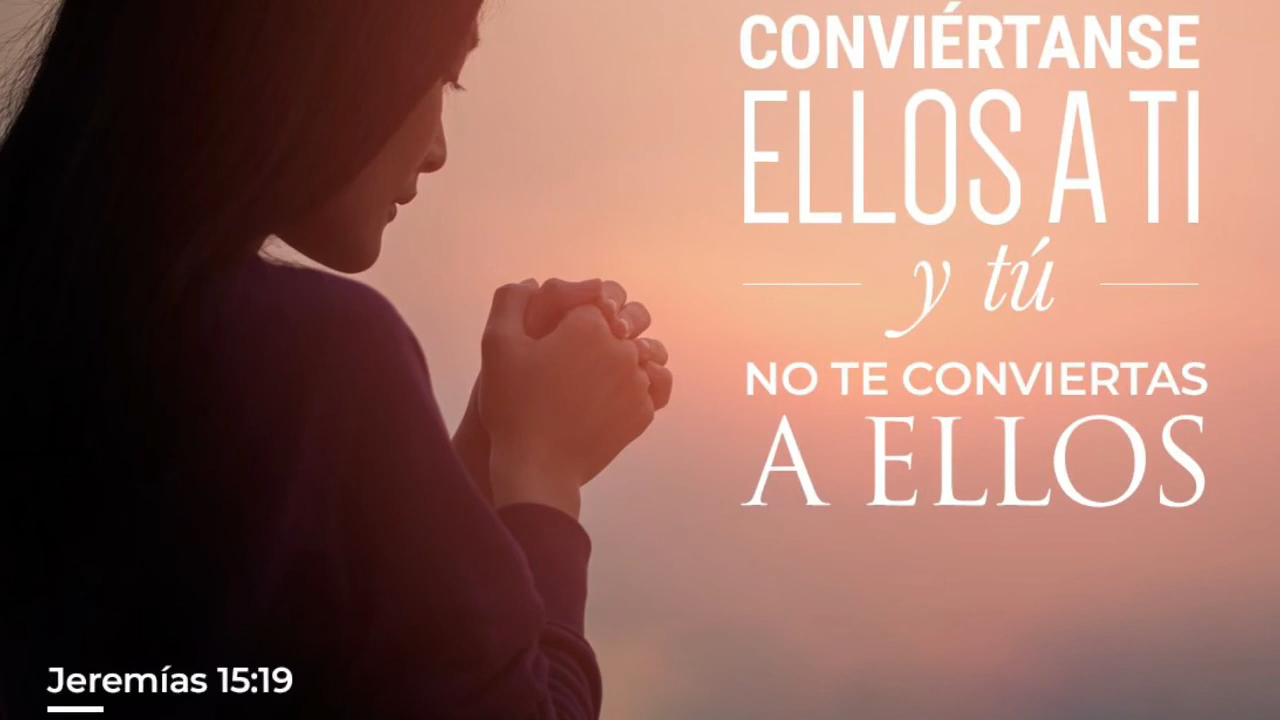 CONVIÉRTANSE
ELLOS A TI
y tú
NO TE CONVIERTAS
A ELLOS
Jeremías 15:19